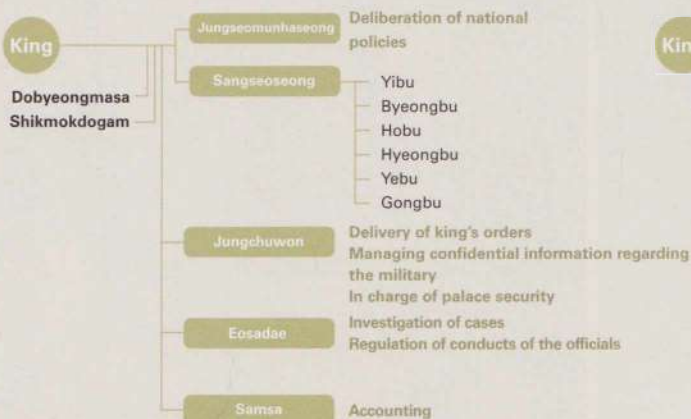 King
Jungseomunhaseong
Deliberation of national
policies
Sangseoseong
Yibu
Byeongbu
Hobu
Hyeongbu
Yebu
Gongbu
Dobyeongmasa
Shikmokdogam
Jungchuwon
Delivery of king's orders
Managing confidential information regarding
the military
In charge of palace security
Eosadae
Investigation of cases
Regulation of conducts of the officials
Samsa
Accounting